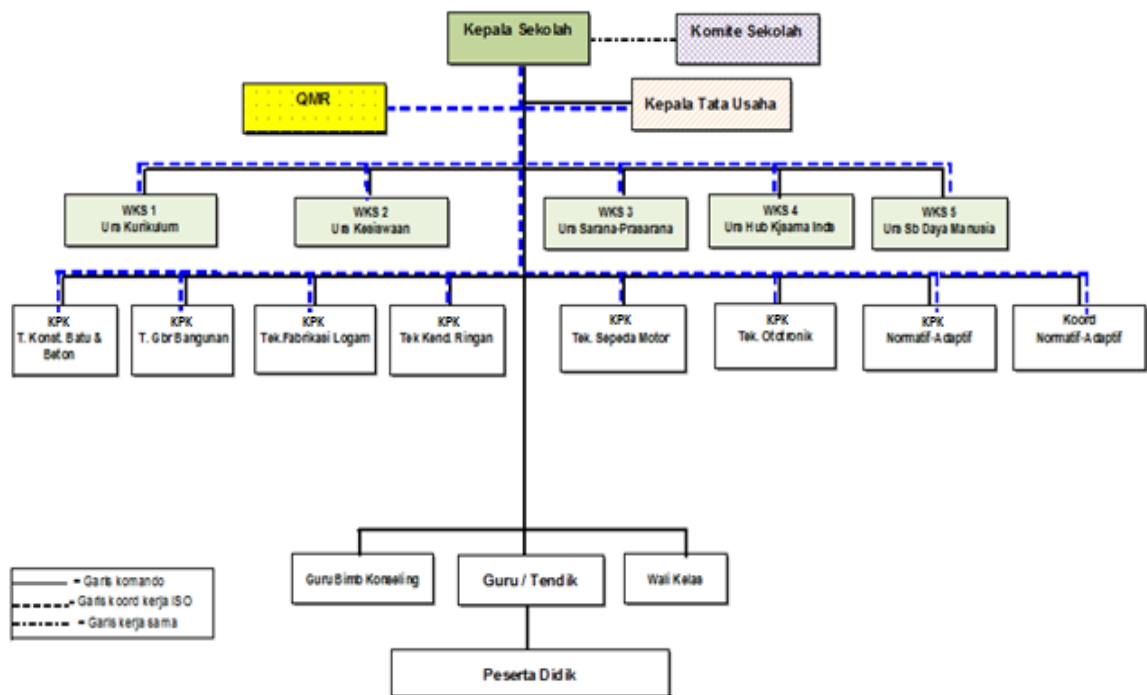 Kepala Sekolah
Komite Sekolah
QMR
Kepala Tata Usaha
WKS 1
Urs Kurikulum
WKS 2
Urs Kesiswaan
WKS 3
Urs Sarana-Prasarana
WKS 4
Urs Hub Kjsama Inds
WKS 5
Urs Sb Daya Manusia
KPK
T. Konst. Batu &
Beton
KPK
T. Gbr Bangunan
KPK
Tek.Fabrikasi Logam
KPK
Tek Kend. Ringan
KPK
Tek. Sepeda Motor
KPK
Tek. Ototronik
KPK
Normatif-Adaptif
Koord
Normatif-Adaptif
Guru Bimb Konseling
Guru / Tendik
Wali Kelas
= Garis komando
= Garis koord kerja ISO
= Garis kerja sama
Peserta Didik